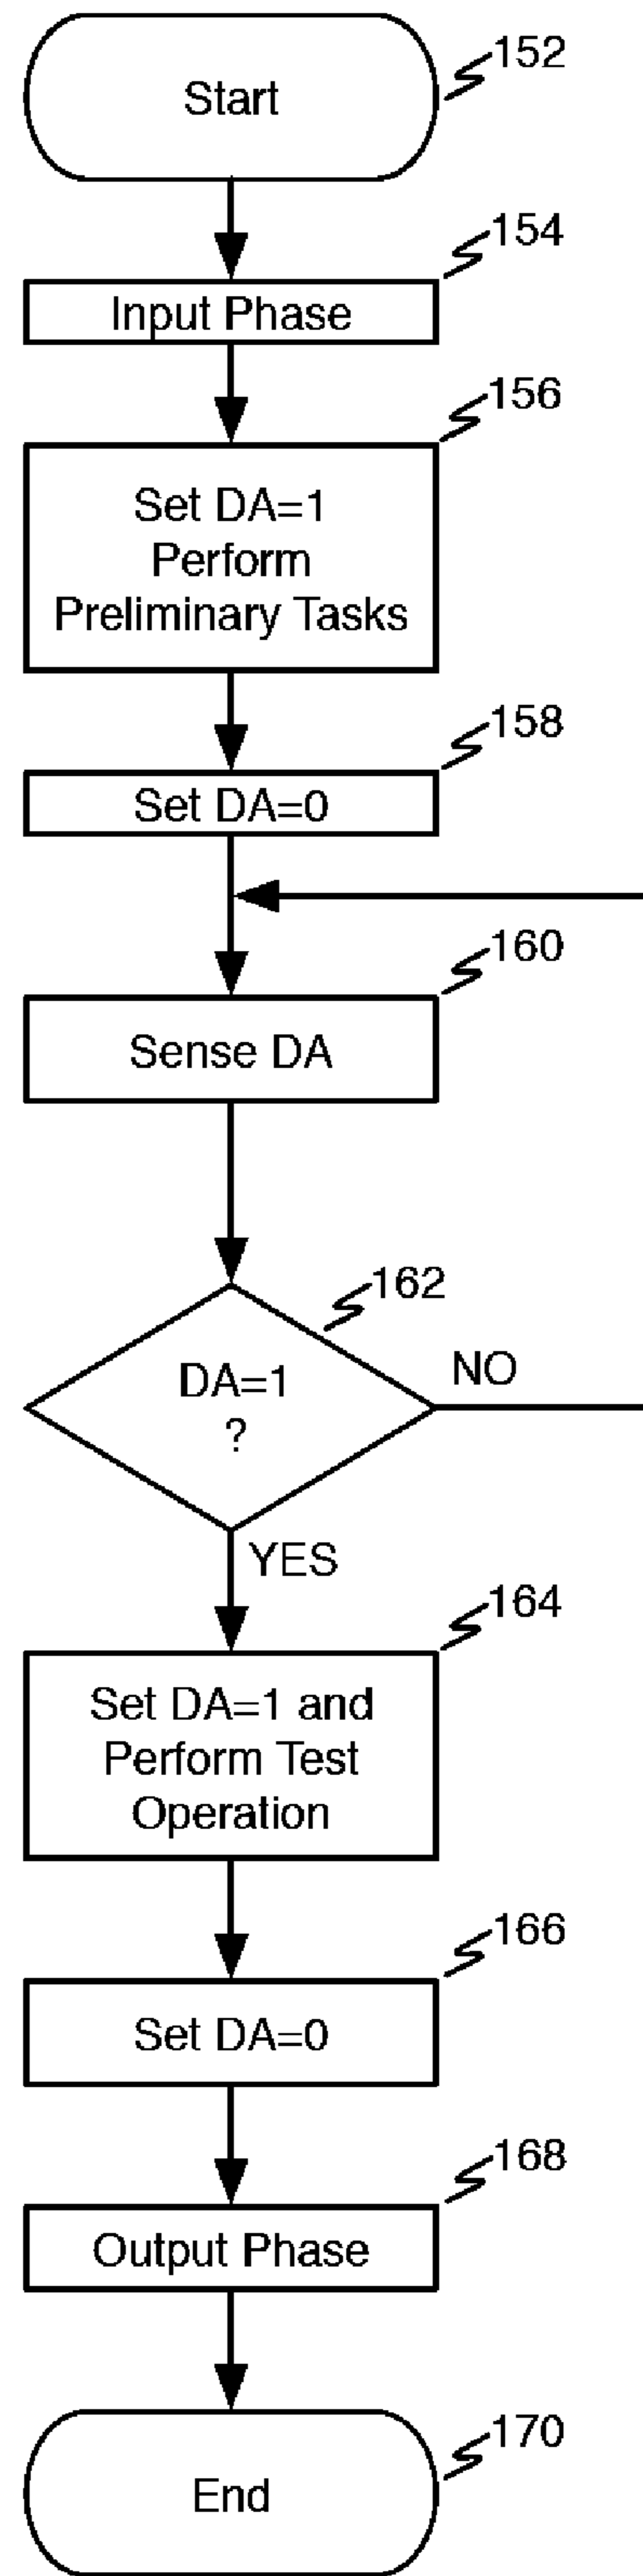 152
Start
154
Input Phase
156
Set DA=1
Perform
Preliminary Tasks
158
Set DA=0
160
Sense DA
162
DA=1
?
NO
YES
164
Set DA=1 and
Perform Test
Operation
166
Set DA=0
168
Output Phase
170
End